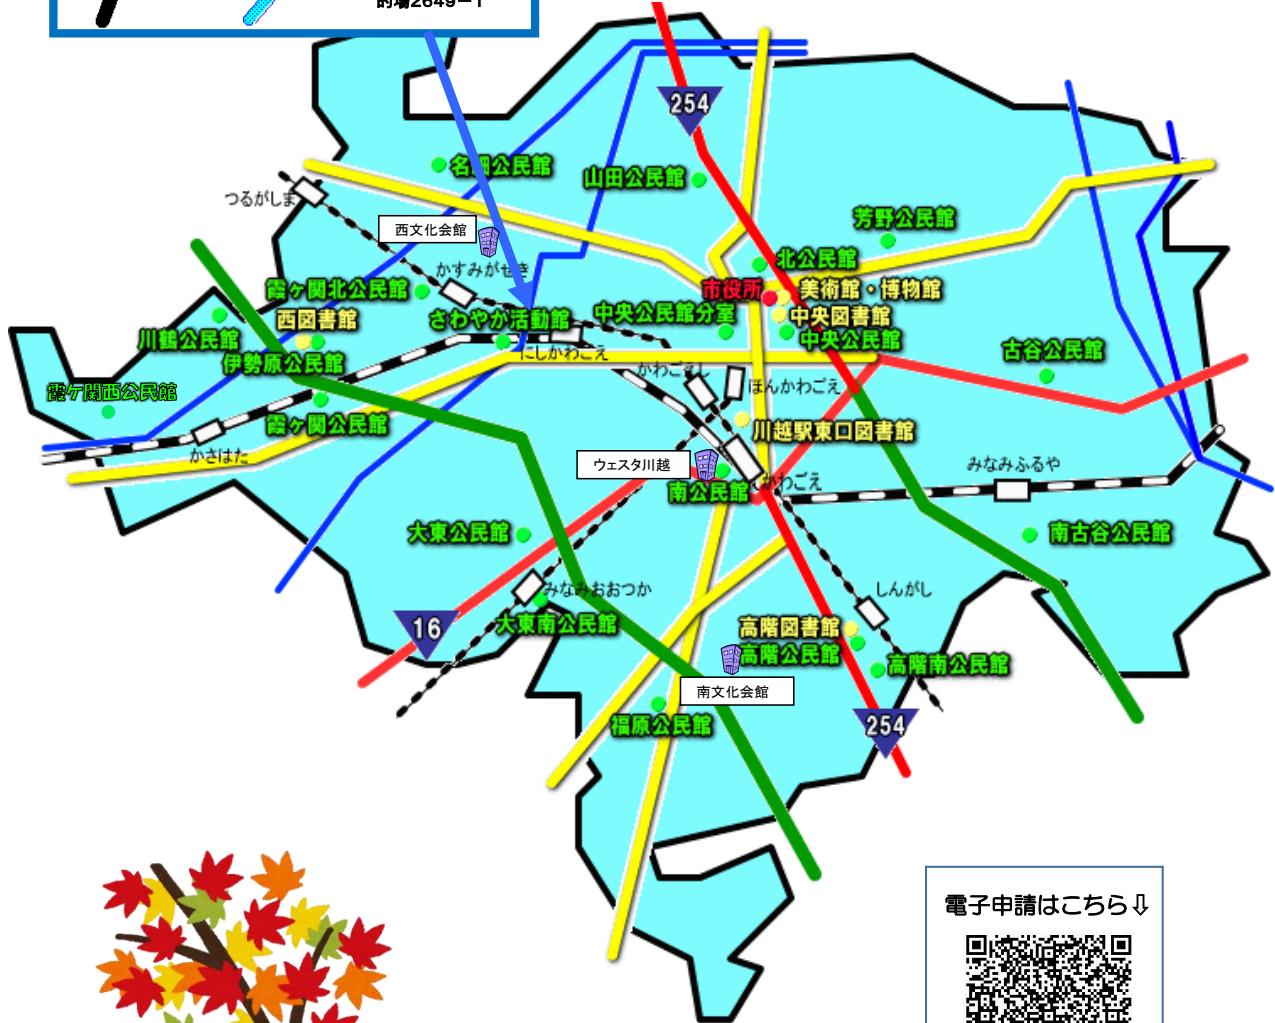 的場2649－1
254
名細公民館
山田公民館
つるがしま
芳野公民館
西文化会館
かすみがせき
北公民館
霞ヶ関北公民館
市役所
美術館・博物館
西図書館
さわやか活動館
中央公民館分室
中央図書館
川鶴公民館
中央公民館
伊勢原公民館
にしかわごえ
古谷公民館
かわごえし
霞ヶ関西公民館
ほんかわごえ
霞ヶ関公民館
川越駅東口図書館
かさはた
ウェスタ川越
みなみふるや
南公民館
かわごえ
大東公民館
南古谷公民館
みなみおおつか
しんがし
16
大東南公民館
高階図書館
高階公民館
高階南公民館
南文化会館
福原公民館
254
電子申請はこちら⇩